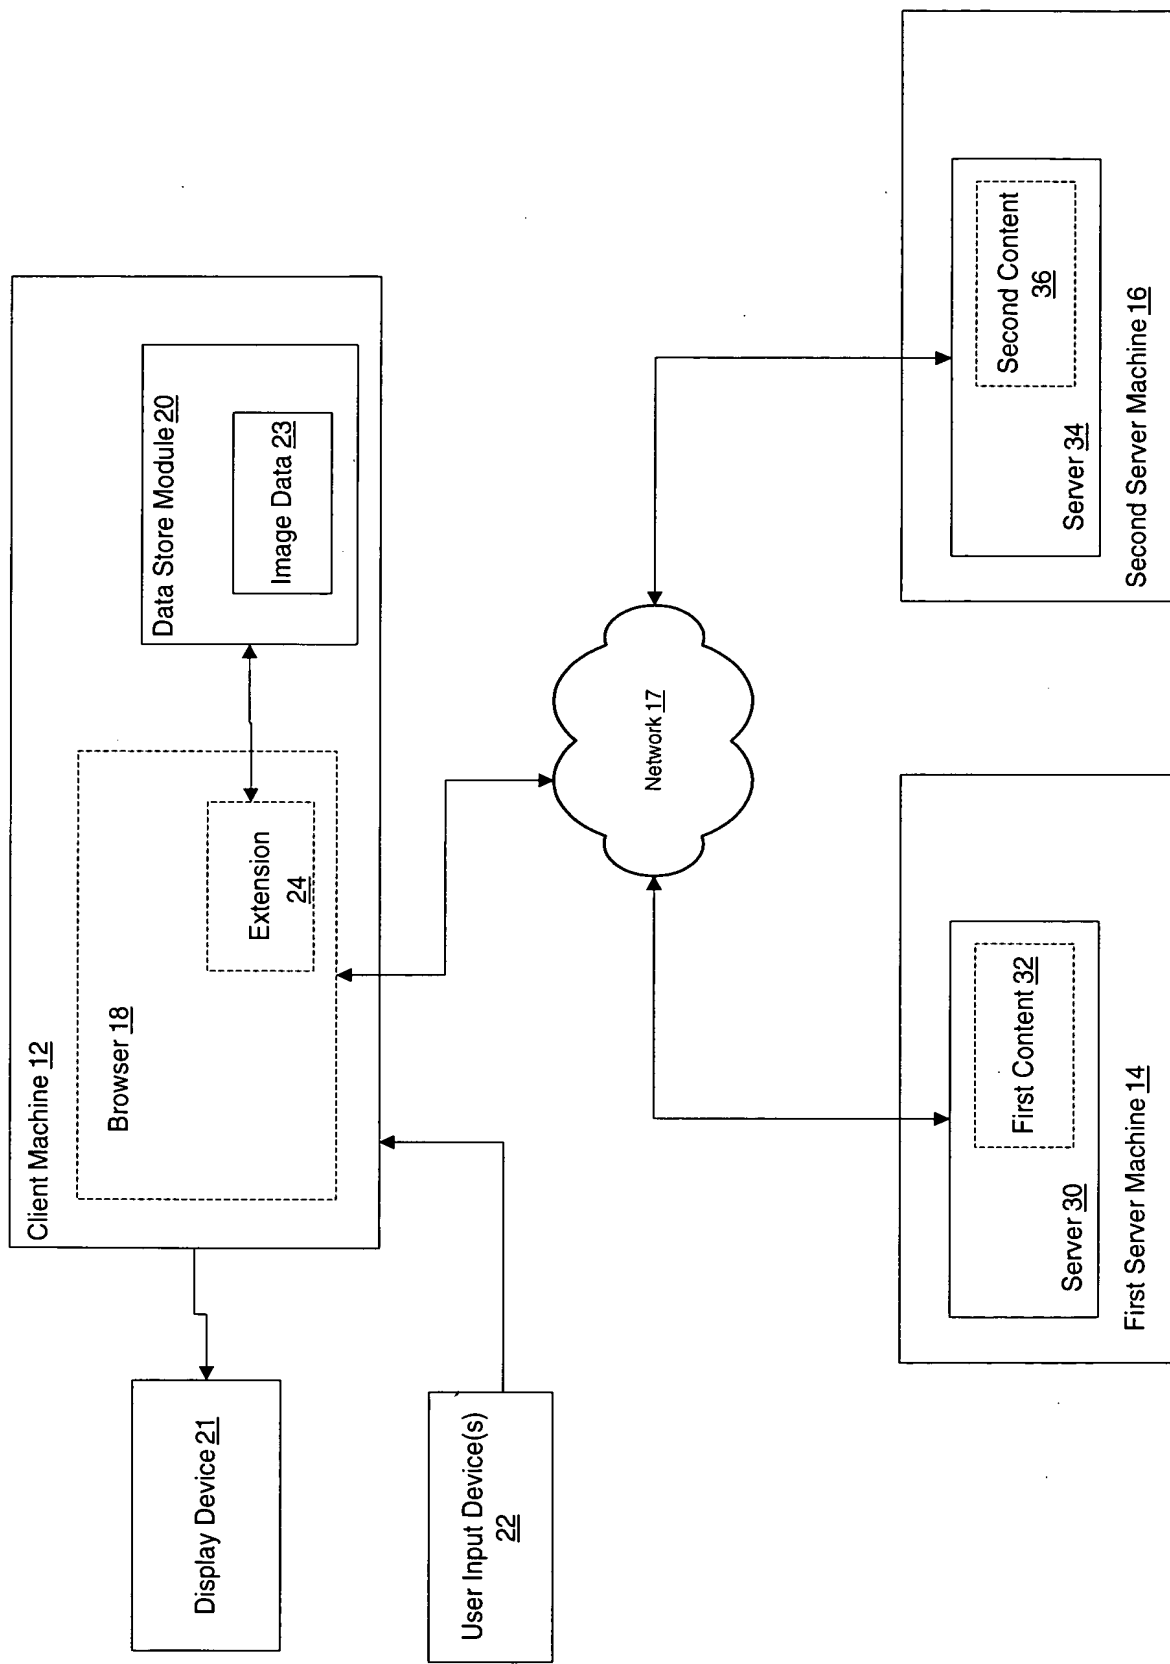 Client Machine 12
Browser 18
Extension
24
Data Store Module 20
Image Data 23
Display Device 21
User Input Device(s)
22
Network 17
First Content 32
Server 30
First Server Machine 14
Second Content
36
Server 34
Second Server Machine 16